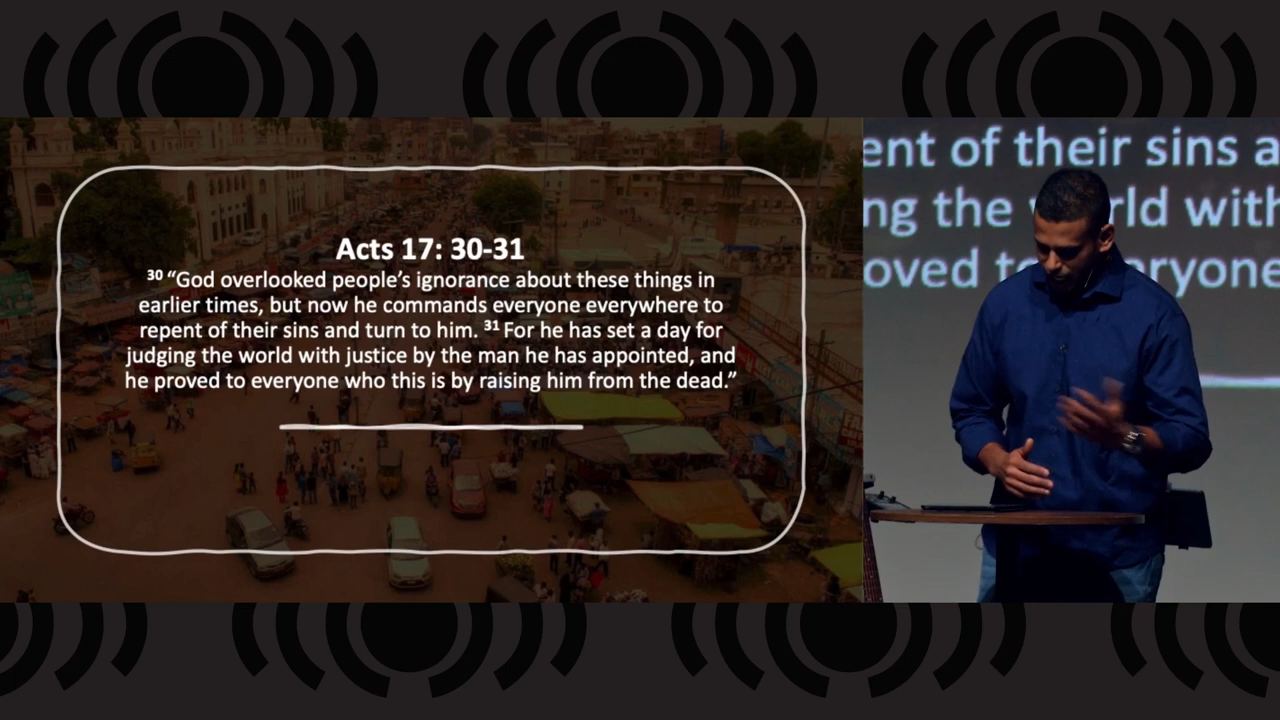 Acts 17: 30-31
30 “God overlooked people’s ignorance about these things in
earlier times, but now he commands everyone everywhere to
repent of their sins and turn to him. 31 For he has set a day for
judging the world with justice by the man he has appointed, and
he proved to everyone who this is by raising him from the dead.”
ent of their sins a
ng the rld with
oved to eryone